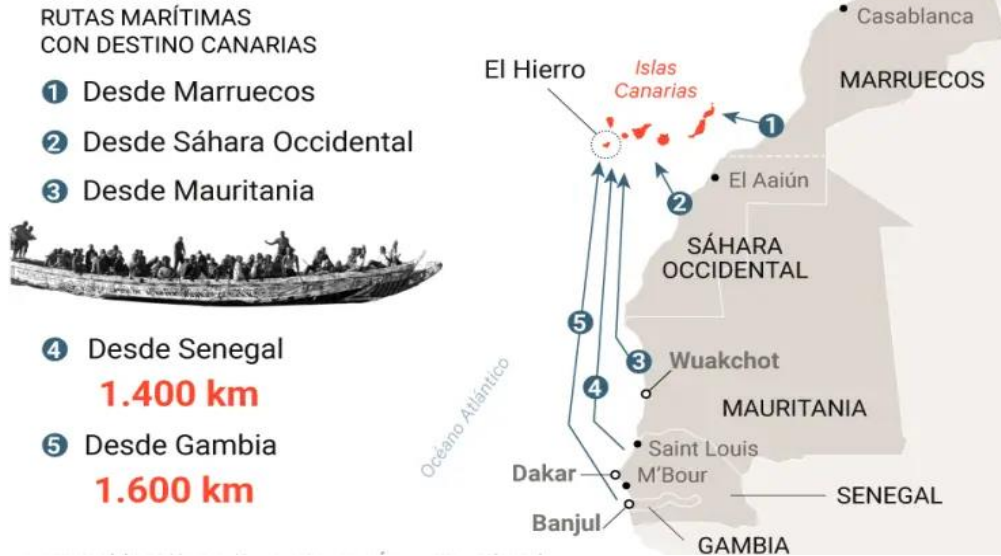 RUTAS MARÍTIMAS
CON DESTINO CANARIAS
1 Desde Marruecos
2 Desde Sáhara Occidental
3 Desde Mauritania
4 Desde Senegal
1.400 km
5 Desde Gambia
1.600 km
Casablanca
MARRUECOS
El Hierro
Islas
Canarias
1
El Aaiún
2
SÁHARA
OCCIDENTAL
5
3
Wuakchot
4
MAURITANIA
Océano Atlántico
Saint Louis
Dakar
M'Bour
SENEGAL
Banjul
GAMBIA